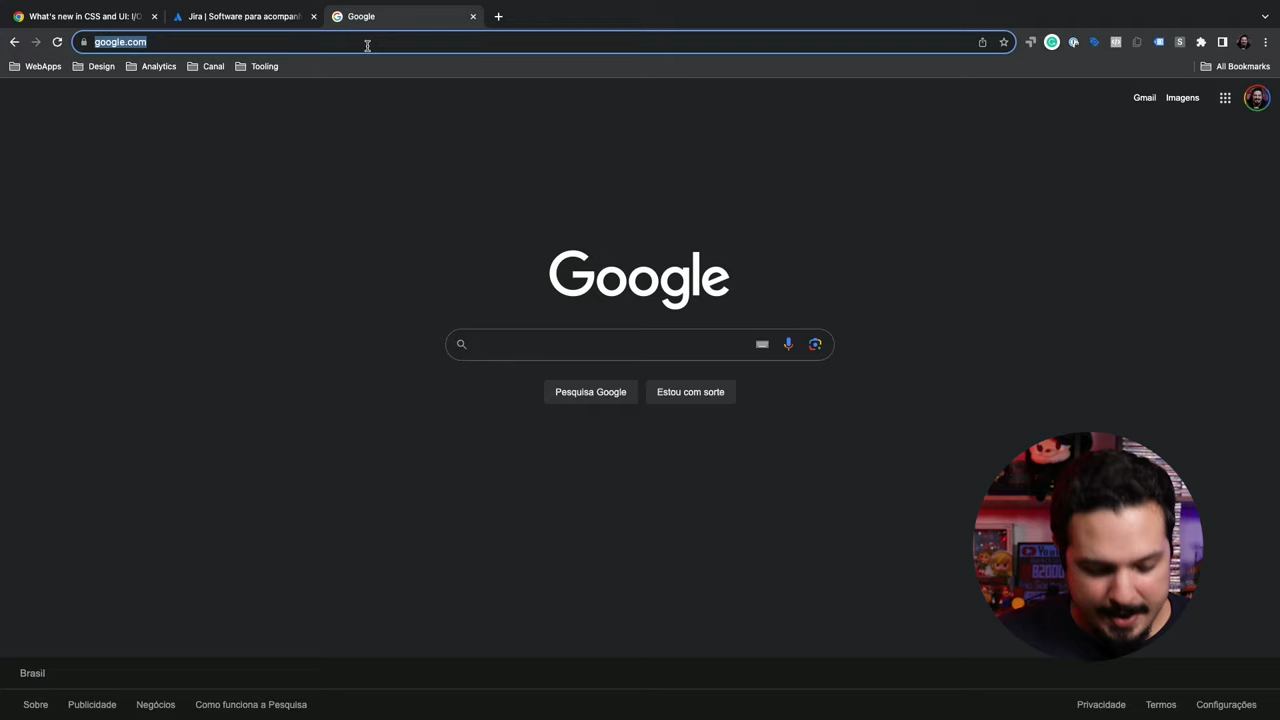 What's new in CSS and UI: I/O
Jira | Software para acompanh
Google
google.com
WebApps
Design
Analytics
Canal
Tooling
All Bookmarks
Gmail
Imagens
Google
Pesquisa Google
Estou com sorte
Brasil
Sobre
Publicidade
Negócios
Como funciona a Pesquisa
Privacidade
Termos
Configurações